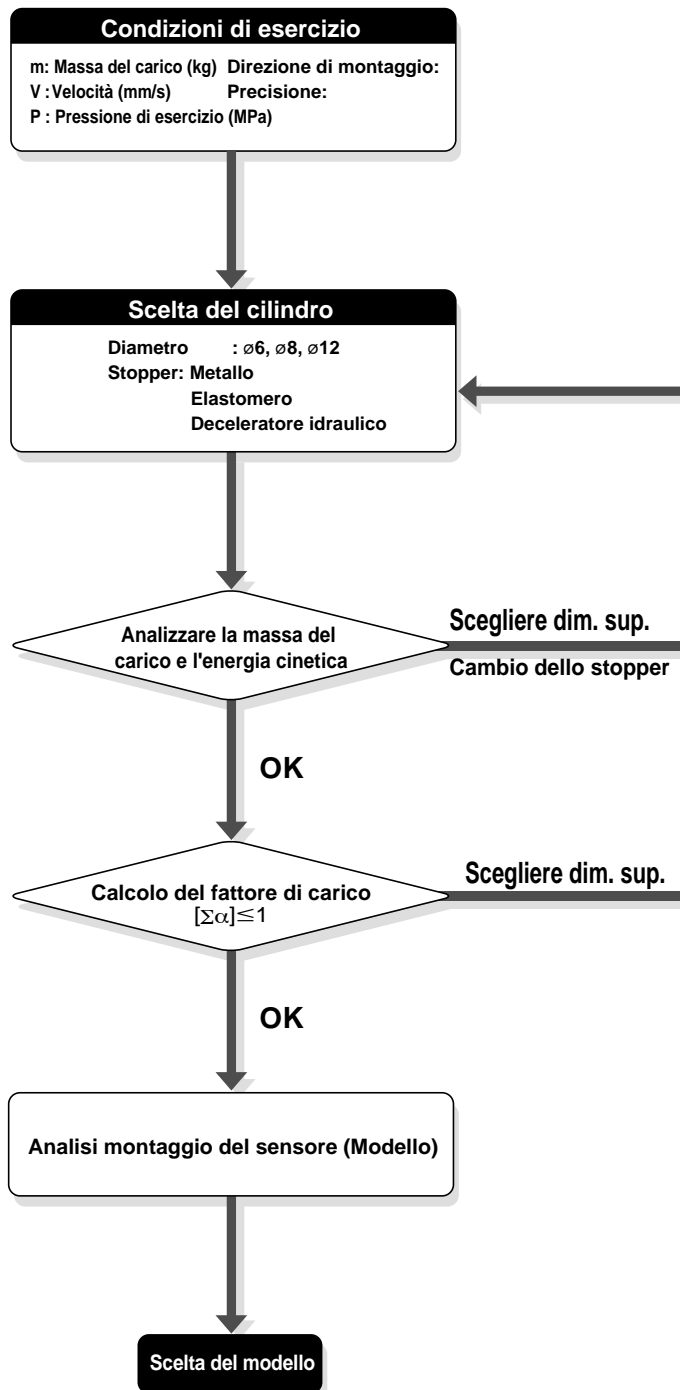 Condizioni di esercizio
m: Massa del carico (kg) Direzione di montaggio:
V : Velocità (mm/s) Precisione:
P : Pressione di esercizio (MPa)
Scelta del cilindro
Diametro : ø6, ø8, ø12
Stopper: Metallo
Elastomero
Deceleratore idraulico
Analizzare la massa del
carico e l'energia cinetica
Scegliere dim. sup.
Cambio dello stopper
OK
Calcolo del fattore di carico
[Σα]≤1
Scegliere dim. sup.
OK
Analisi montaggio del sensore (Modello)
Scelta del modello